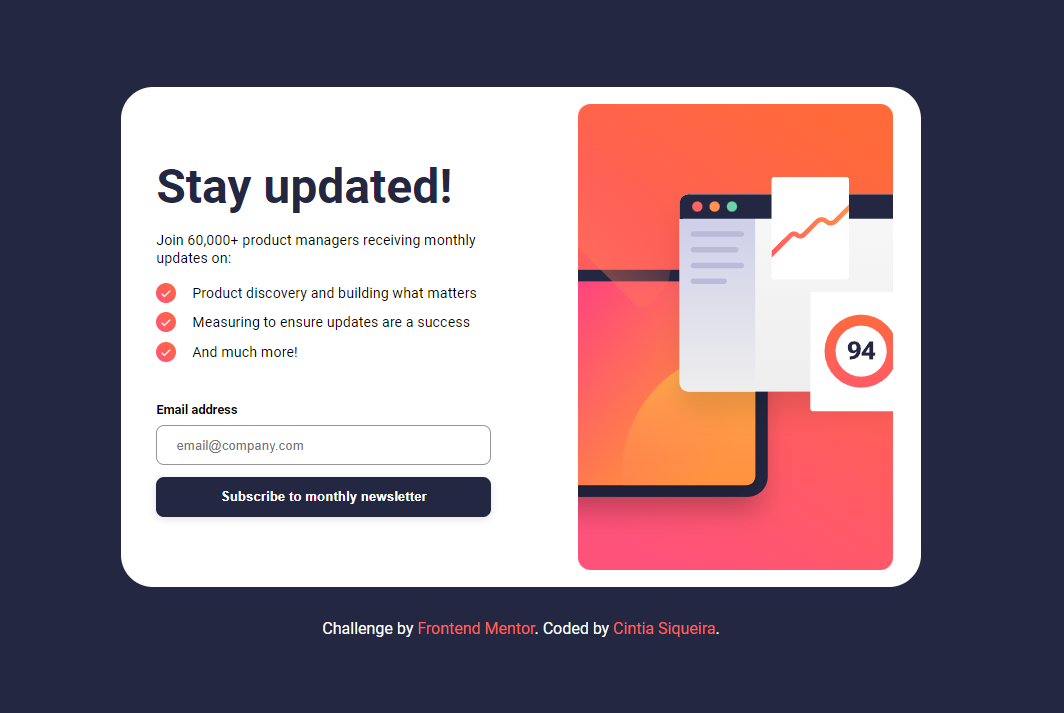 Stay updated!
Join 60,000+ product managers receiving monthly
updates on:
Product discovery and building what matters
Measuring to ensure updates are a success
And much more!
Email address
email@company.com
Subscribe to monthly newsletter
94
Challenge by Frontend Mentor. Coded by Cintia Siqueira.